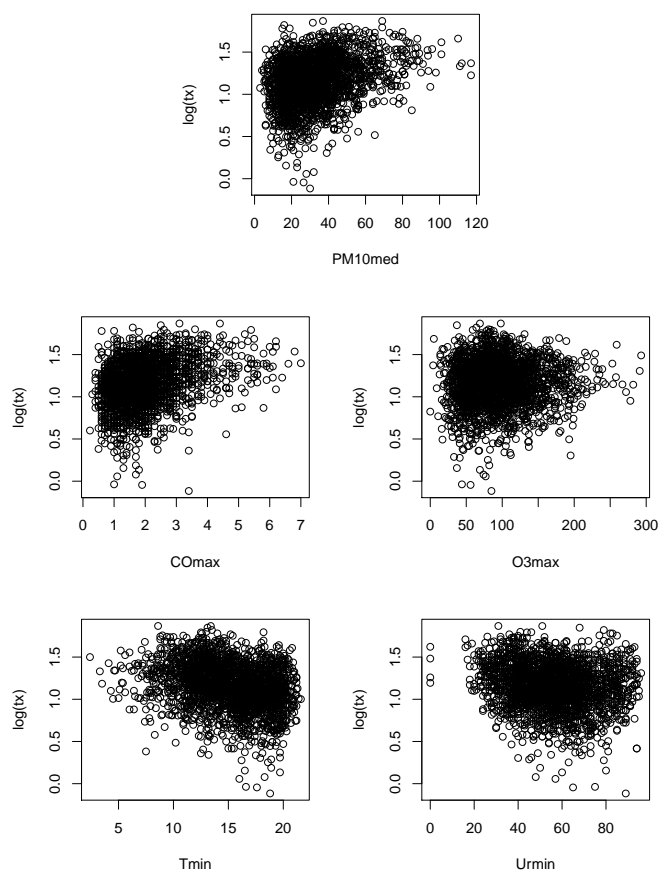 log(tx)
0.0 0.5 1.0 1.5
0 20 40 60 80 100 120
PM10med
log(tx)
0.0 0.5 1.0 1.5
0 1 2 3 4 5 6 7
COmax
log(tx)
0.0 0.5 1.0 1.5
0 50 100 200 300
O3max
log(tx)
0.0 0.5 1.0 1.5
5 10 15 20
Tmin
log(tx)
0.0 0.5 1.0 1.5
0 20 40 60 80
Urmin